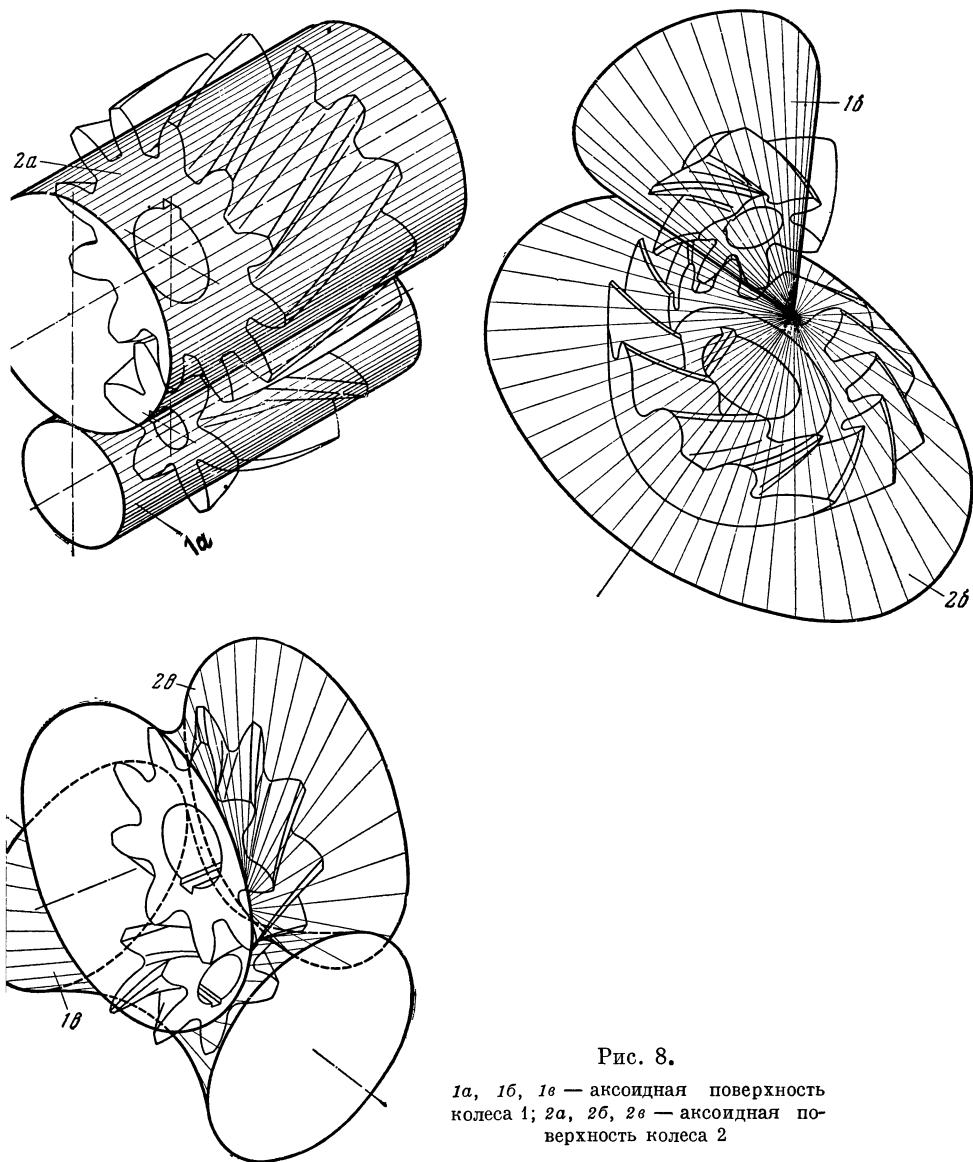 2а
1а
1б
2б
2в
1в
Рис. 8.
1а, 1б, 1в — аксоидная поверхность
колеса 1; 2а, 2б, 2в — аксоидная по-
верхность колеса 2